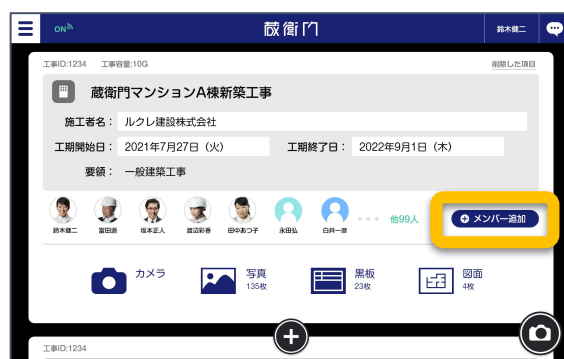 ON
蔵衛門
鈴木健二
工事ID:1234 工事容量:10G 削除した項目
蔵衛門マンションA棟新築工事
施工者名： ルクレ建設株式会社
工期開始日： 2021年7月27日（火） 工期終了日： 2022年9月1日（木）
要領： 一般建築工事
他99人 メンバー追加
鈴木健二 富田源 坂本正人 渡辺彩香 田中あつ子 永田弘 白井一彦
カメラ 写真 黒板 図面
135枚 23枚 4枚
工事ID:1234